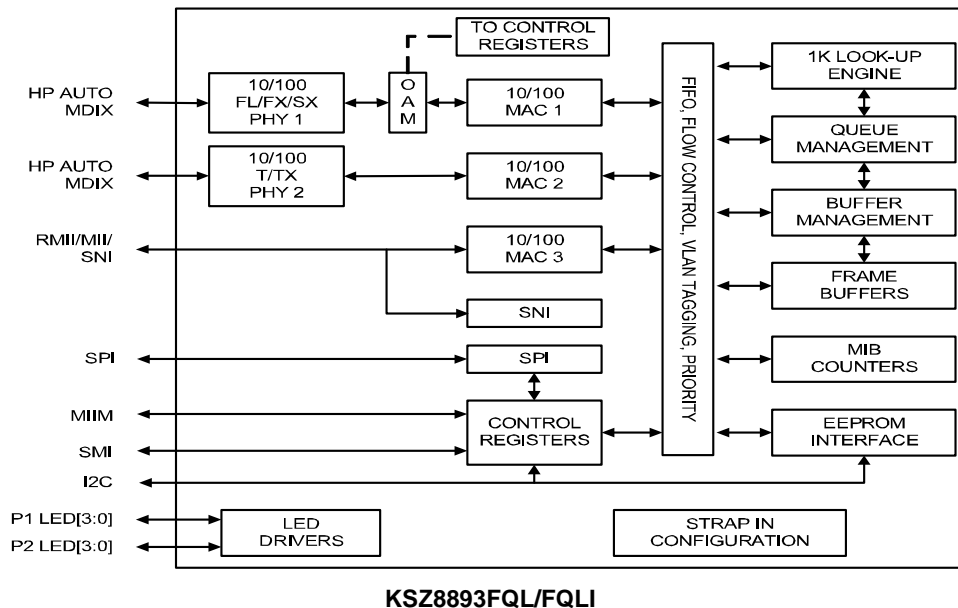 TO CONTROL
REGISTERS
HP AUTO
MDIX
10/100
FL/FX/SX
PHY 1
OAM
10/100
MAC 1
FIFO, FLOW CONTROL, VLAN TAGGING, PRIORITY
1K LOOK-UP
ENGINE
HP AUTO
MDIX
10/100
T/TX
PHY 2
10/100
MAC 2
QUEUE
MANAGEMENT
RMII/MII/
SNI
10/100
MAC 3
BUFFER
MANAGEMENT
SNI
FRAME
BUFFERS
SPI
SPI
MIB
COUNTERS
MIIM
SMI
I2C
CONTROL
REGISTERS
EEPROM
INTERFACE
P1 LED[3:0]
P2 LED[3:0]
LED
DRIVERS
STRAP IN
CONFIGURATION
KSZ8893FQL/FQLI